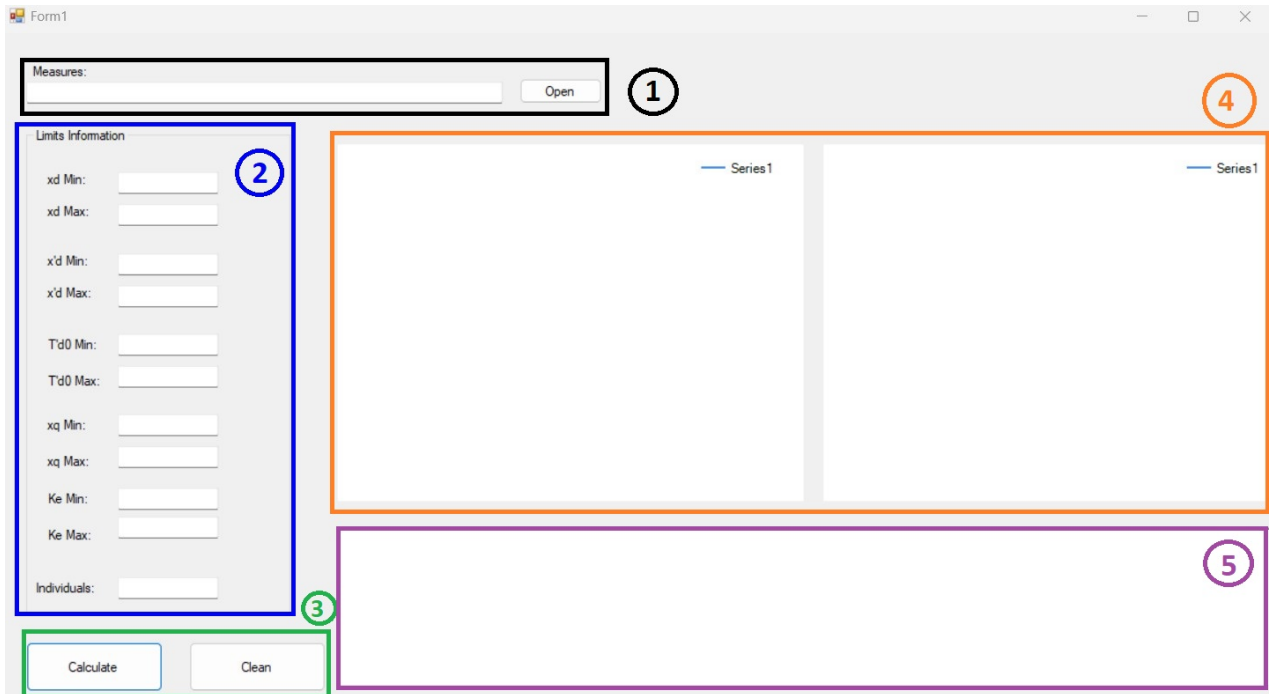 Form1
Measures:
Open
1
4
Limits Information
2
xd Min:
xd Max:
x'd Min:
x'd Max:
T'd0 Min:
T'd0 Max:
xq Min:
xq Max:
Ke Min:
Ke Max:
Individuals:
Series1
Series1
5
3
Calculate
Clean